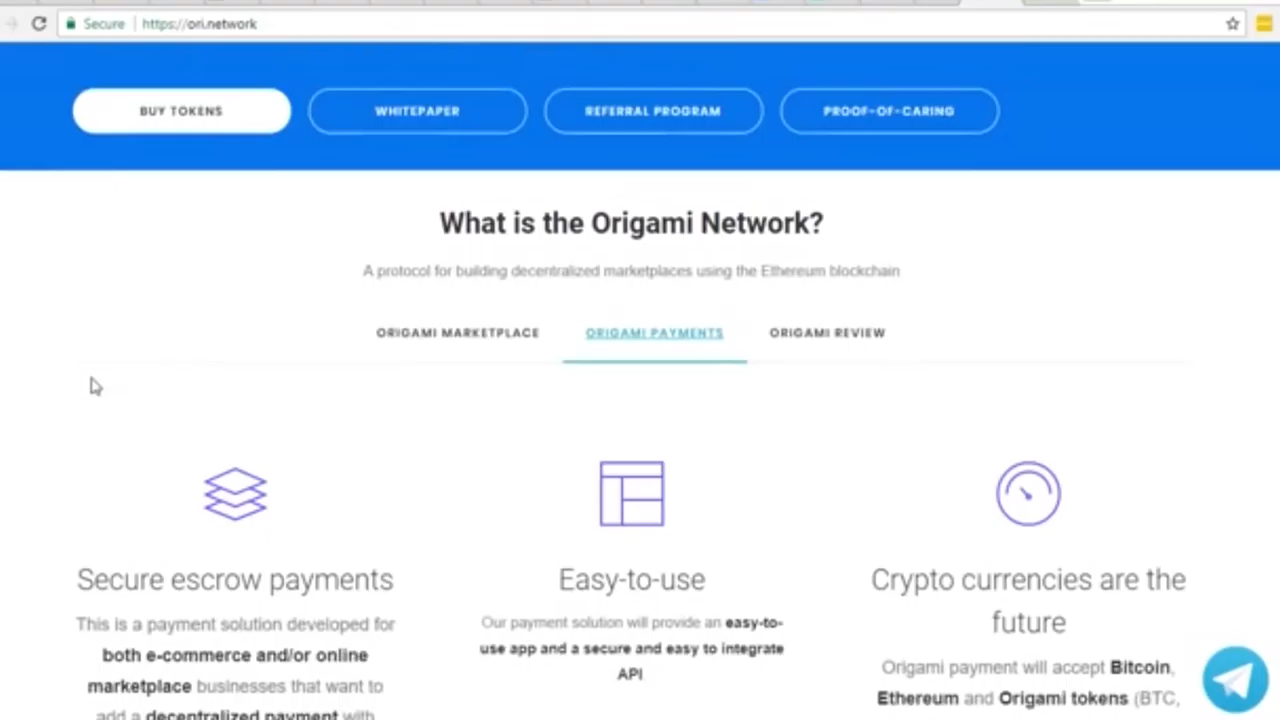 Secure | https://ori.network
BUY TOKENS
WHITEPAPER
REFERRAL PROGRAM
PROOF-OF-CARING
What is the Origami Network?
A protocol for building decentralized marketplaces using the Ethereum blockchain
ORIGAMI MARKETPLACE
ORIGAMI PAYMENTS
ORIGAMI REVIEW
Secure escrow payments
This is a payment solution developed for
both e-commerce and/or online
marketplace businesses that want to
add a decentralized payment with
Easy-to-use
Our payment solution will provide an easy-to-
use app and a secure and easy to integrate
API
Crypto currencies are the
future
Origami payment will accept Bitcoin,
Ethereum and Origami tokens (BTC,